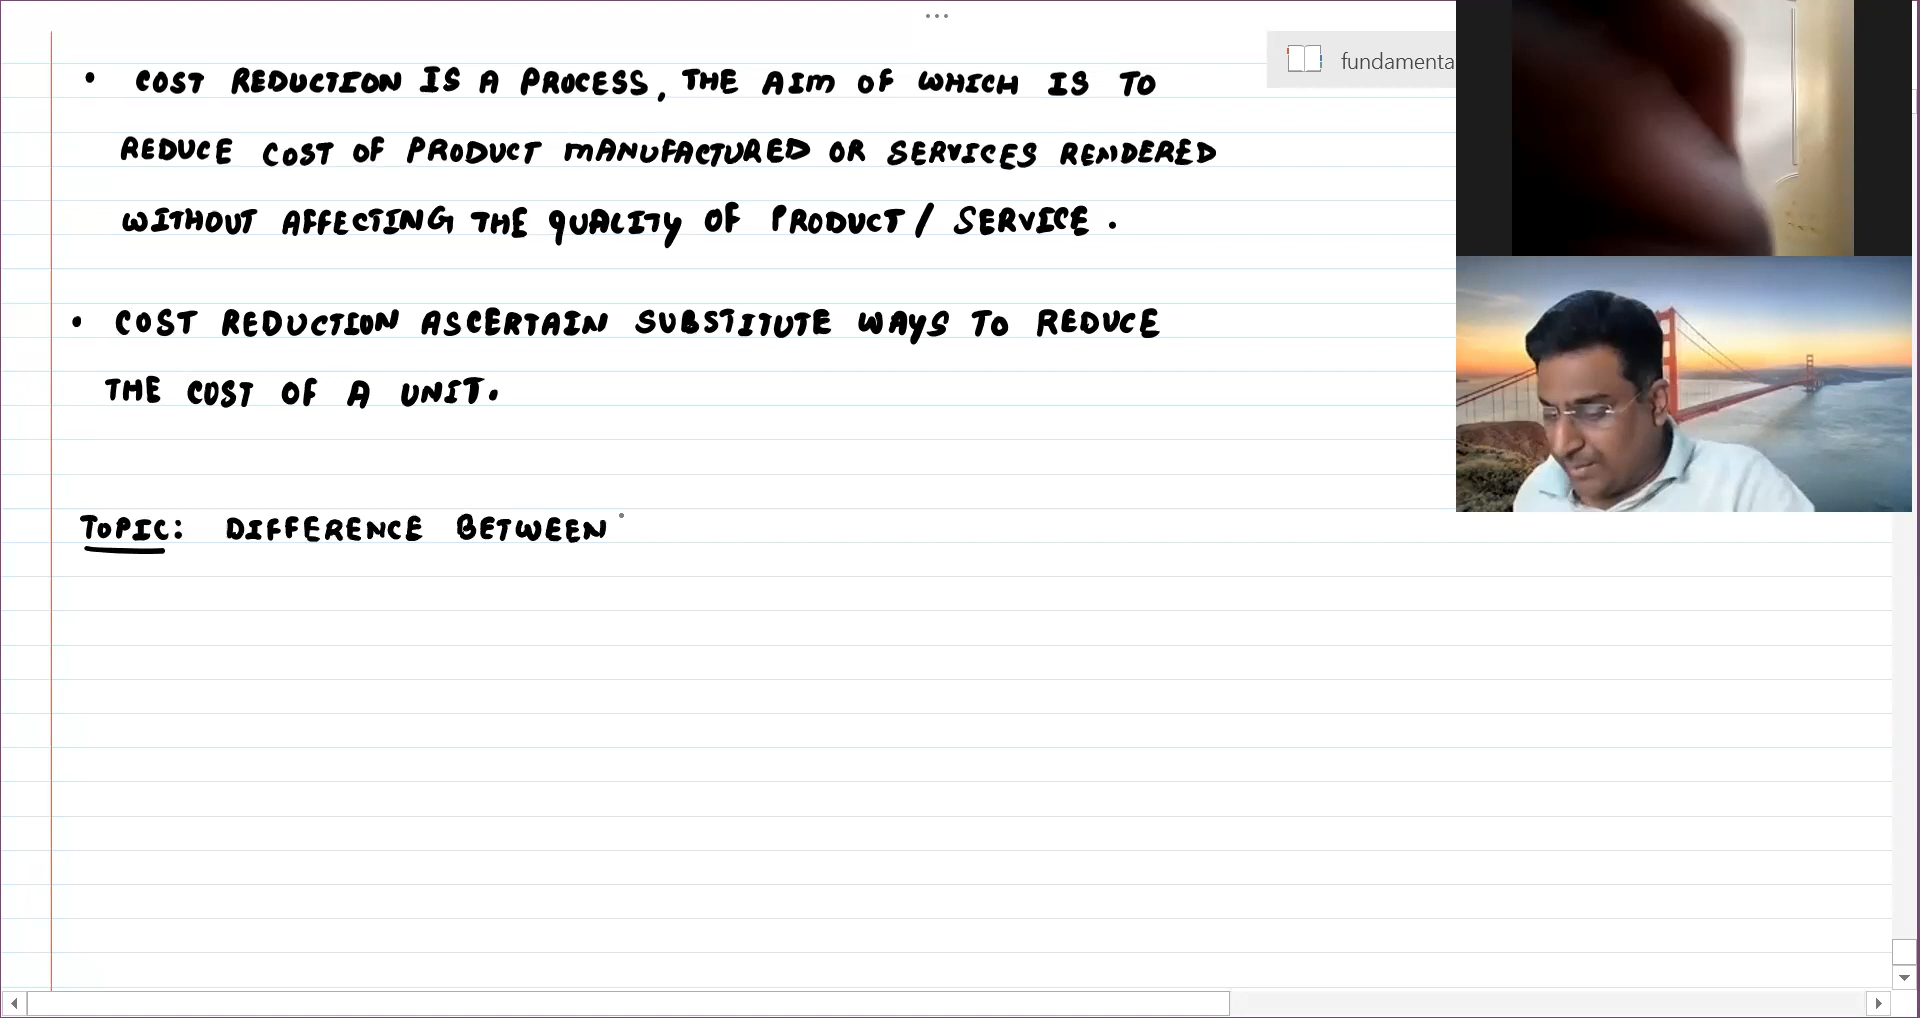 • COST REDUCTION IS A PROCESS, THE AIM OF WHICH IS TO
REDUCE COST OF PRODUCT MANUFACTURED OR SERVICES RENDERED
WITHOUT AFFECTING THE QUALITY OF PRODUCT / SERVICE.
• COST REDUCTION ASCERTAIN SUBSTITUTE WAYS TO REDUCE
THE COST OF A UNIT.
TOPIC: DIFFERENCE BETWEEN
fundamenta